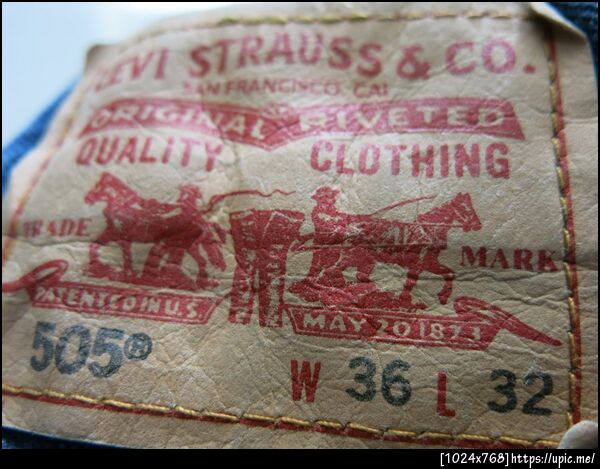 LEVI STRAUSS & CO.
SAN FRANCISCO, CAL
ORIGINAL RIVETED
QUALITY CLOTHING
TRADE MARK
PATENTED IN U.S.
MAY 20 1873
505®
W 36 L 32
[1024x768]https://upic.me/